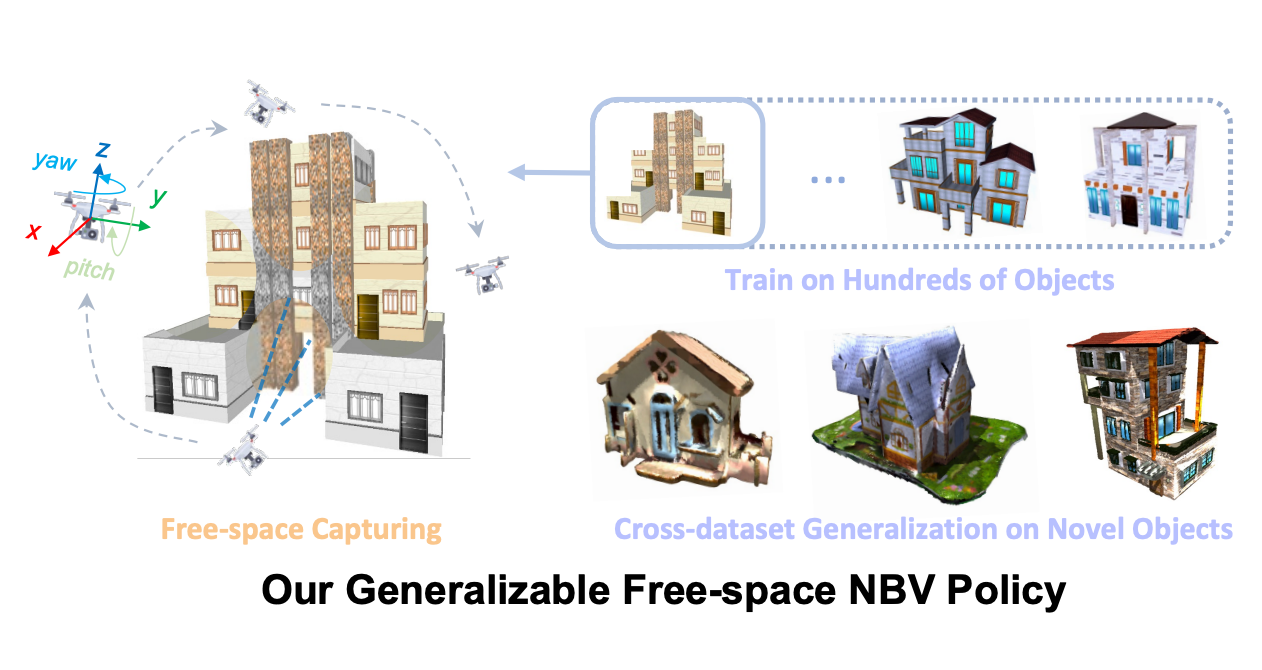 yaw
z
y
x
pitch
...
Train on Hundreds of Objects
Free-space Capturing
Cross-dataset Generalization on Novel Objects
Our Generalizable Free-space NBV Policy